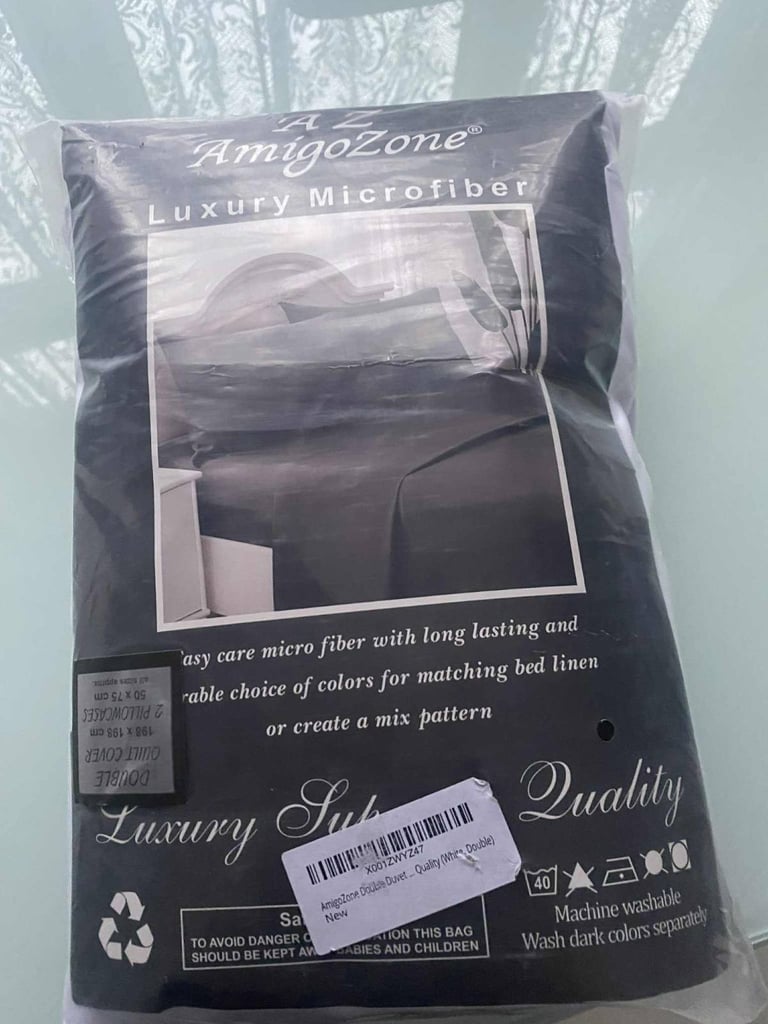 AZ
AmigoZone®
Luxury Microfiber
asy care micro fiber with long lasting and
rable choice of colors for matching bed linen
or create a mix pattern
DOUBLE
QUILT COVER
198 x 198 cm
2 PILLOWCASES
50 x 75 cm
all sizes approx.
Luxury Sup Quality
X001ZWYZ47
AmigoZone Double Duvet ... Quality (White, Double)
New
40
Machine washable
Wash dark colors separately
Sa
TO AVOID DANGER O ATION THIS BAG
SHOULD BE KEPT AW BABIES AND CHILDREN